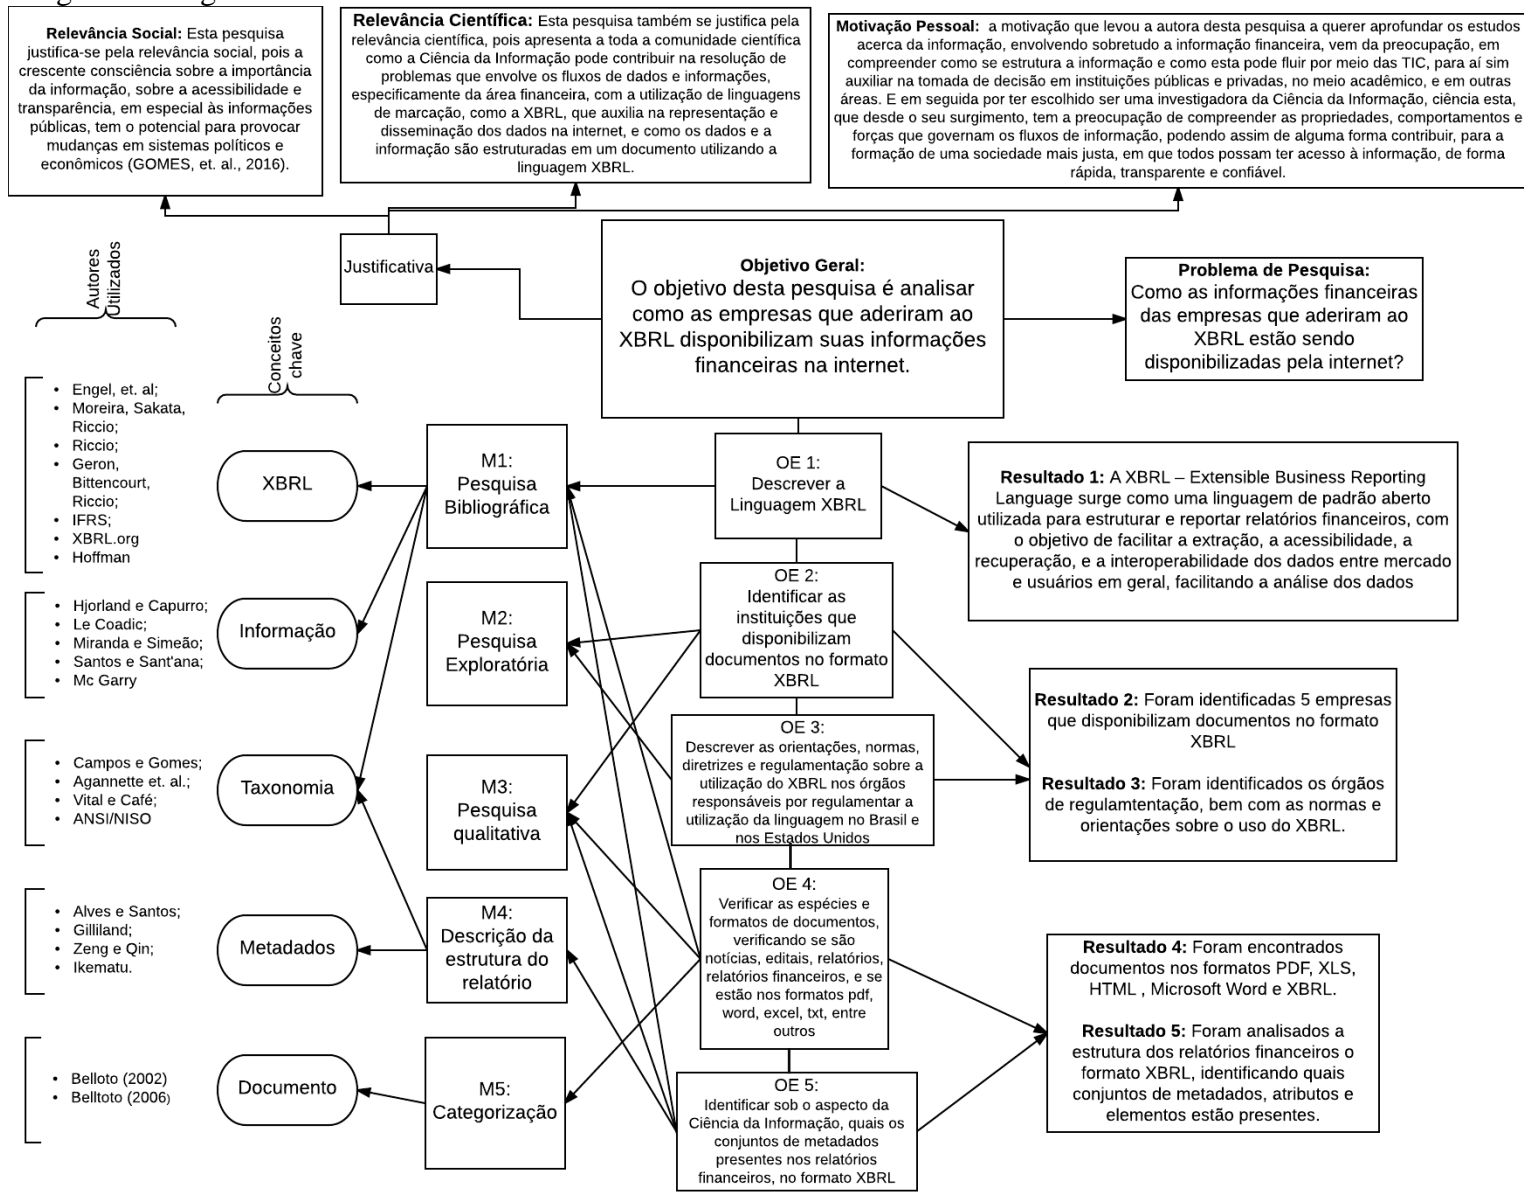 Relevância Social: Esta pesquisa
justifica-se pela relevância social, pois a
crescente consciência sobre a importância
da informação, sobre a acessibilidade e
transparência, em especial às informações
públicas, tem o potencial para provocar
mudanças em sistemas políticos e
econômicos (GOMES, et. al., 2016).
Relevância Científica: Esta pesquisa também se justifica pela
relevância científica, pois apresenta a toda a comunidade científica
como a Ciência da Informação pode contribuir na resolução de
problemas que envolve os fluxos de dados e informações,
especificamente da área financeira, com a utilização de linguagens
de marcação, como a XBRL, que auxilia na representação e
disseminação dos dados na internet, e como os dados e a
informação são estruturadas em um documento utilizando a
linguagem XBRL.
Motivação Pessoal: a motivação que levou a autora desta pesquisa a querer aprofundar os estudos
acerca da informação, envolvendo sobretudo a informação financeira, vem da preocupação, em
compreender como se estrutura a informação e como esta pode fluir por meio das TIC, para aí sim
auxiliar na tomada de decisão em instituições públicas e privadas, no meio acadêmico, e em outras
áreas. E em seguida por ter escolhido ser uma investigadora da Ciência da Informação, ciência esta,
que desde o seu surgimento, tem a preocupação de compreender as propriedades, comportamentos e
forças que governam os fluxos de informação, podendo assim de alguma forma contribuir, para a
formação de uma sociedade mais justa, em que todos possam ter acesso à informação, de forma
rápida, transparente e confiável.
Justificativa
Objetivo Geral:
O objetivo desta pesquisa é analisar
como as empresas que aderiram ao
XBRL disponibilizam suas informações
financeiras na internet.
Problema de Pesquisa:
Como as informações financeiras
das empresas que aderiram ao
XBRL estão sendo
disponibilizadas pela internet?
Autores
Utilizados
Conceitos
chave
• Engel, et. al;
• Moreira, Sakata,
Riccio;
• Riccio;
• Geron,
Bittencourt,
Riccio;
• IFRS;
• XBRL.org
• Hoffman
XBRL
M1:
Pesquisa
Bibliográfica
OE 1:
Descrever a
Linguagem XBRL
Resultado 1: A XBRL – Extensible Business Reporting
Language surge como uma linguagem de padrão aberto
utilizada para estruturar e reportar relatórios financeiros, com
o objetivo de facilitar a extração, a acessibilidade, a
recuperação, e a interoperabilidade dos dados entre mercado
e usuários em geral, facilitando a análise dos dados
• Hjorland e Capurro;
• Le Coadic;
• Miranda e Simeão;
• Santos e Sant'ana;
• Mc Garry
Informação
M2:
Pesquisa
Exploratória
OE 2:
Identificar as
instituições que
disponibilizam
documentos no formato
XBRL
Resultado 2: Foram identificadas 5 empresas
que disponibilizam documentos no formato
XBRL
Resultado 3: Foram identificados os órgãos
de regulamtentação, bem com as normas e
orientações sobre o uso do XBRL.
• Campos e Gomes;
• Agannette et. al.;
• Vital e Café;
• ANSI/NISO
Taxonomia
M3:
Pesquisa
qualitativa
OE 3:
Descrever as orientações, normas,
diretrizes e regulamentação sobre a
utilização do XBRL nos órgãos
responsáveis por regulamentar a
utilização da linguagem no Brasil e
nos Estados Unidos
• Alves e Santos;
• Gilliland;
• Zeng e Qin;
• Ikematu.
Metadados
M4:
Descrição da
estrutura do
relatório
OE 4:
Verificar as espécies e
formatos de documentos,
verificando se são
notícias, editais, relatórios,
relatórios financeiros, e se
estão nos formatos pdf,
word, excel, txt, entre
outros
Resultado 4: Foram encontrados
documentos nos formatos PDF, XLS,
HTML , Microsoft Word e XBRL.
Resultado 5: Foram analisados a
estrutura dos relatórios financeiros o
formato XBRL, identificando quais
conjuntos de metadados, atributos e
elementos estão presentes.
• Belloto (2002)
• Belltoto (2006)
Documento
M5:
Categorização
OE 5:
Identificar sob o aspecto da
Ciência da Informação, quais os
conjuntos de metadados
presentes nos relatórios
financeiros, no formato XBRL